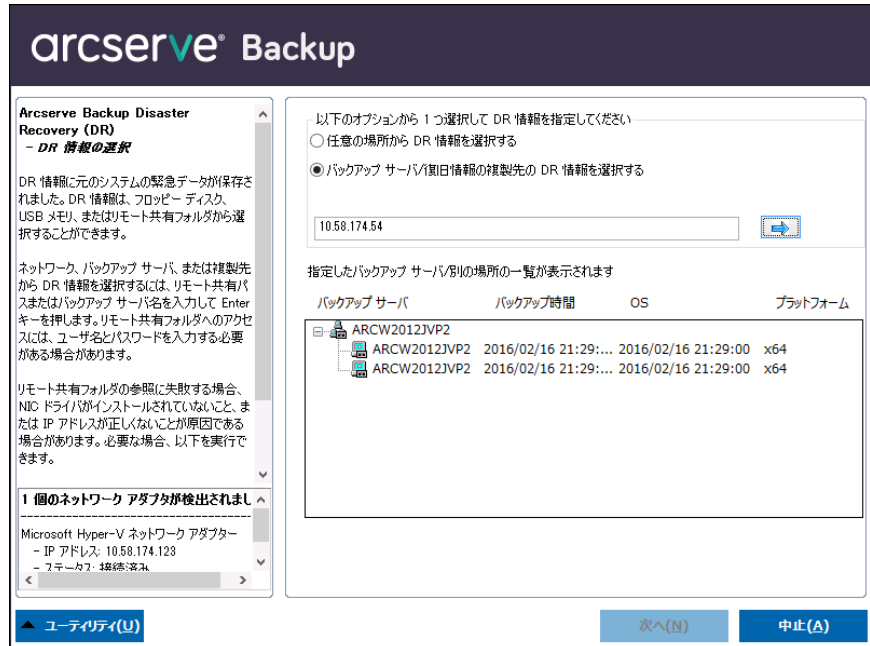 arcserve® Backup
Arcserve Backup Disaster
Recovery (DR)
- DR 情報の選択
DR 情報に元のシステムの緊急データが保存さ
れました。DR 情報は、フロッピー ディスク、
USB メモリ、またはリモート共有フォルダから選
択することができます。
ネットワーク、バックアップ サーバ、または複製先
から DR 情報を選択するには、リモート共有パ
スまたはバックアップ サーバ名を入力して Enter
キーを押します。リモート共有フォルダへのアクセ
スには、ユーザ名とパスワードを入力する必要
がある場合があります。
リモート共有フォルダの参照に失敗する場合、
NIC ドライバがインストールされていないこと、ま
たは IP アドレスが正しくないことが原因である
場合があります。必要な場合、以下を実行で
きます。
1 個のネットワーク アダプタが検出されまし
----------------------------------------
Microsoft Hyper-V ネットワーク アダプター
- IP アドレス: 10.58.174.123
- ステータス: 接続済み
以下のオプションから 1 つ選択して DR 情報を指定してください
任意の場所から DR 情報を選択する
バックアップ サーバ/復旧情報の複製先の DR 情報を選択する
10.58.174.54
指定したバックアップ サーバ/別の場所の一覧が表示されます
バックアップ サーバ バックアップ時間 OS プラットフォーム
ARCW2012JVP2
ARCW2012JVP2 2016/02/16 21:29:... 2016/02/16 21:29:00 x64
ARCW2012JVP2 2016/02/16 21:29:... 2016/02/16 21:29:00 x64
ユーティリティ(U)
次へ(N)
中止(A)